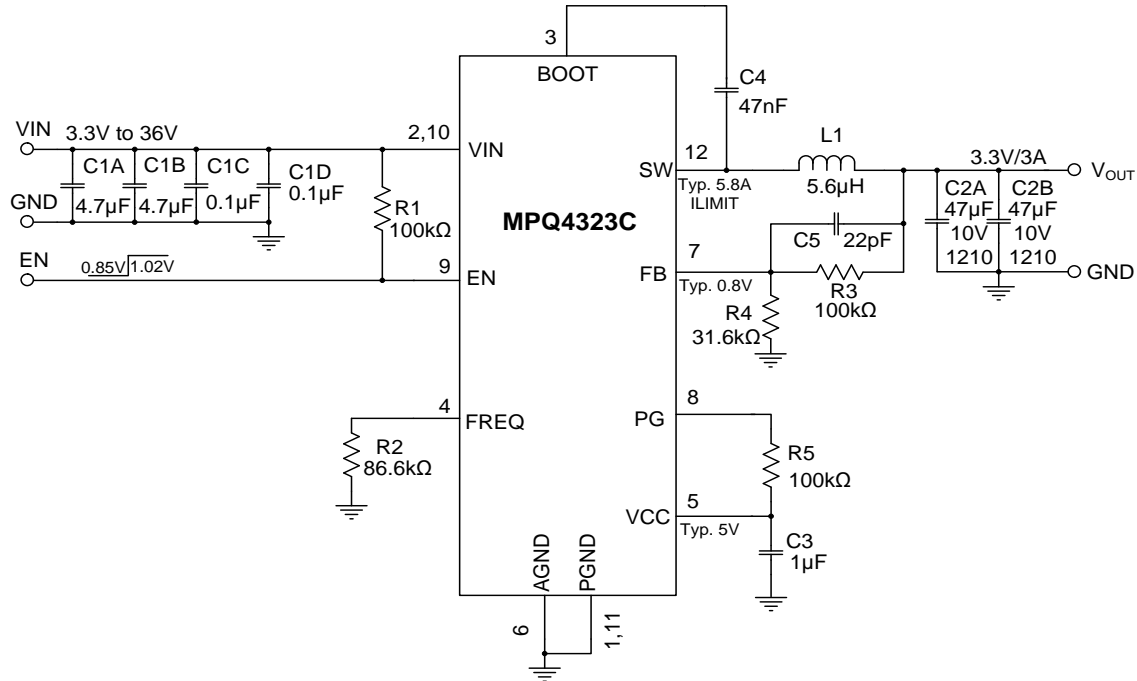 3
BOOT
C4
47nF
VIN
3.3V to 36V
2,10
VIN
C1A
4.7µF
C1B
4.7µF
C1C
0.1µF
C1D
0.1µF
GND
R1
100kΩ
EN
0.85V 1.02V
9
EN
MPQ4323C
12
SW
Typ. 5.8A
ILIMIT
L1
5.6µH
3.3V/3A
VOUT
C2A
47µF
10V
1210
C2B
47µF
10V
1210
GND
C5
22pF
7
FB
Typ. 0.8V
R3
100kΩ
R4
31.6kΩ
4
FREQ
R2
86.6kΩ
8
PG
R5
100kΩ
5
VCC
Typ. 5V
C3
1µF
AGND
PGND
6
1,11